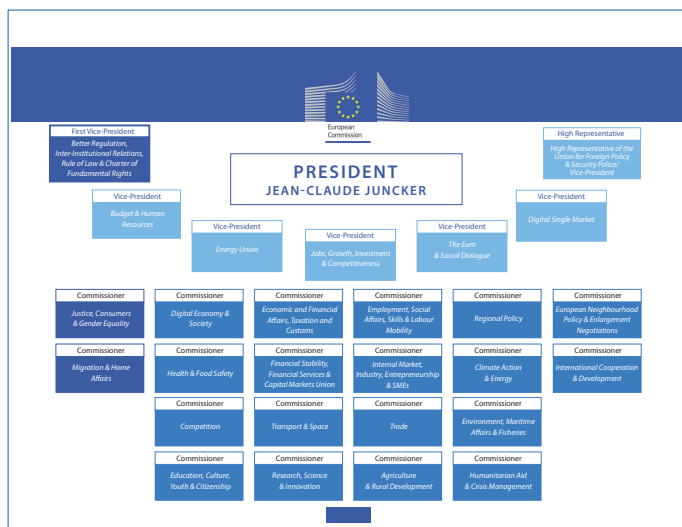 European
Commission
First Vice-President
Better Regulation,
Inter-Institutional Relations,
Rule of Law & Charter of
Fundamental Rights
High Representative
High Representative of the
Union for Foreign Policy
& Security Police/
Vice-President
PRESIDENT
JEAN-CLAUDE JUNCKER
Vice-President
Budget & Human
Resources
Vice-President
Energy Union
Vice-President
Jobs, Growth, Investment
& Competitiveness
Vice-President
The Euro
& Social Dialogue
Vice-President
Digital Single Market
Commissioner
Justice, Consumers
& Gender Equality
Commissioner
Digital Economy &
Society
Commissioner
Economic and Financial
Affairs, Taxation and
Customs
Commissioner
Employment, Social
Affairs, Skills & Labour
Mobility
Commissioner
Regional Policy
Commissioner
European Neighbourhood
Policy & Enlargement
Negotiations
Commissioner
Migration & Home
Affairs
Commissioner
Health & Food Safety
Commissioner
Financial Stability,
Financial Services &
Capital Markets Union
Commissioner
Internal Market,
Industry, Entrepreneurship
& SMEs
Commissioner
Climate Action
& Energy
Commissioner
International Cooperation
& Development
Commissioner
Competition
Commissioner
Transport & Space
Commissioner
Trade
Commissioner
Environment, Maritime
Affairs & Fisheries
Commissioner
Education, Culture,
Youth & Citizenship
Commissioner
Research, Science
& Innovation
Commissioner
Agriculture
& Rural Development
Commissioner
Humanitarian Aid
& Crisis Management